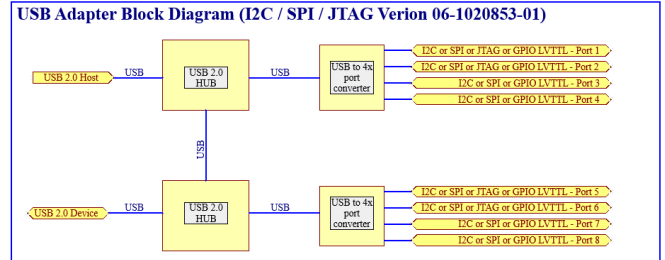 USB Adapter Block Diagram (I2C / SPI / JTAG Verion 06-1020853-01)
USB 2.0 Host
USB
USB 2.0
HUB
USB
USB to 4x
port
converter
I2C or SPI or JTAG or GPIO LVTTL - Port 1
I2C or SPI or JTAG or GPIO LVTTL - Port 2
I2C or SPI or GPIO LVTTL - Port 3
I2C or SPI or GPIO LVTTL - Port 4
USB
USB 2.0 Device
USB
USB 2.0
HUB
USB
USB to 4x
port
converter
I2C or SPI or JTAG or GPIO LVTTL - Port 5
I2C or SPI or JTAG or GPIO LVTTL - Port 6
I2C or SPI or GPIO LVTTL - Port 7
I2C or SPI or GPIO LVTTL - Port 8